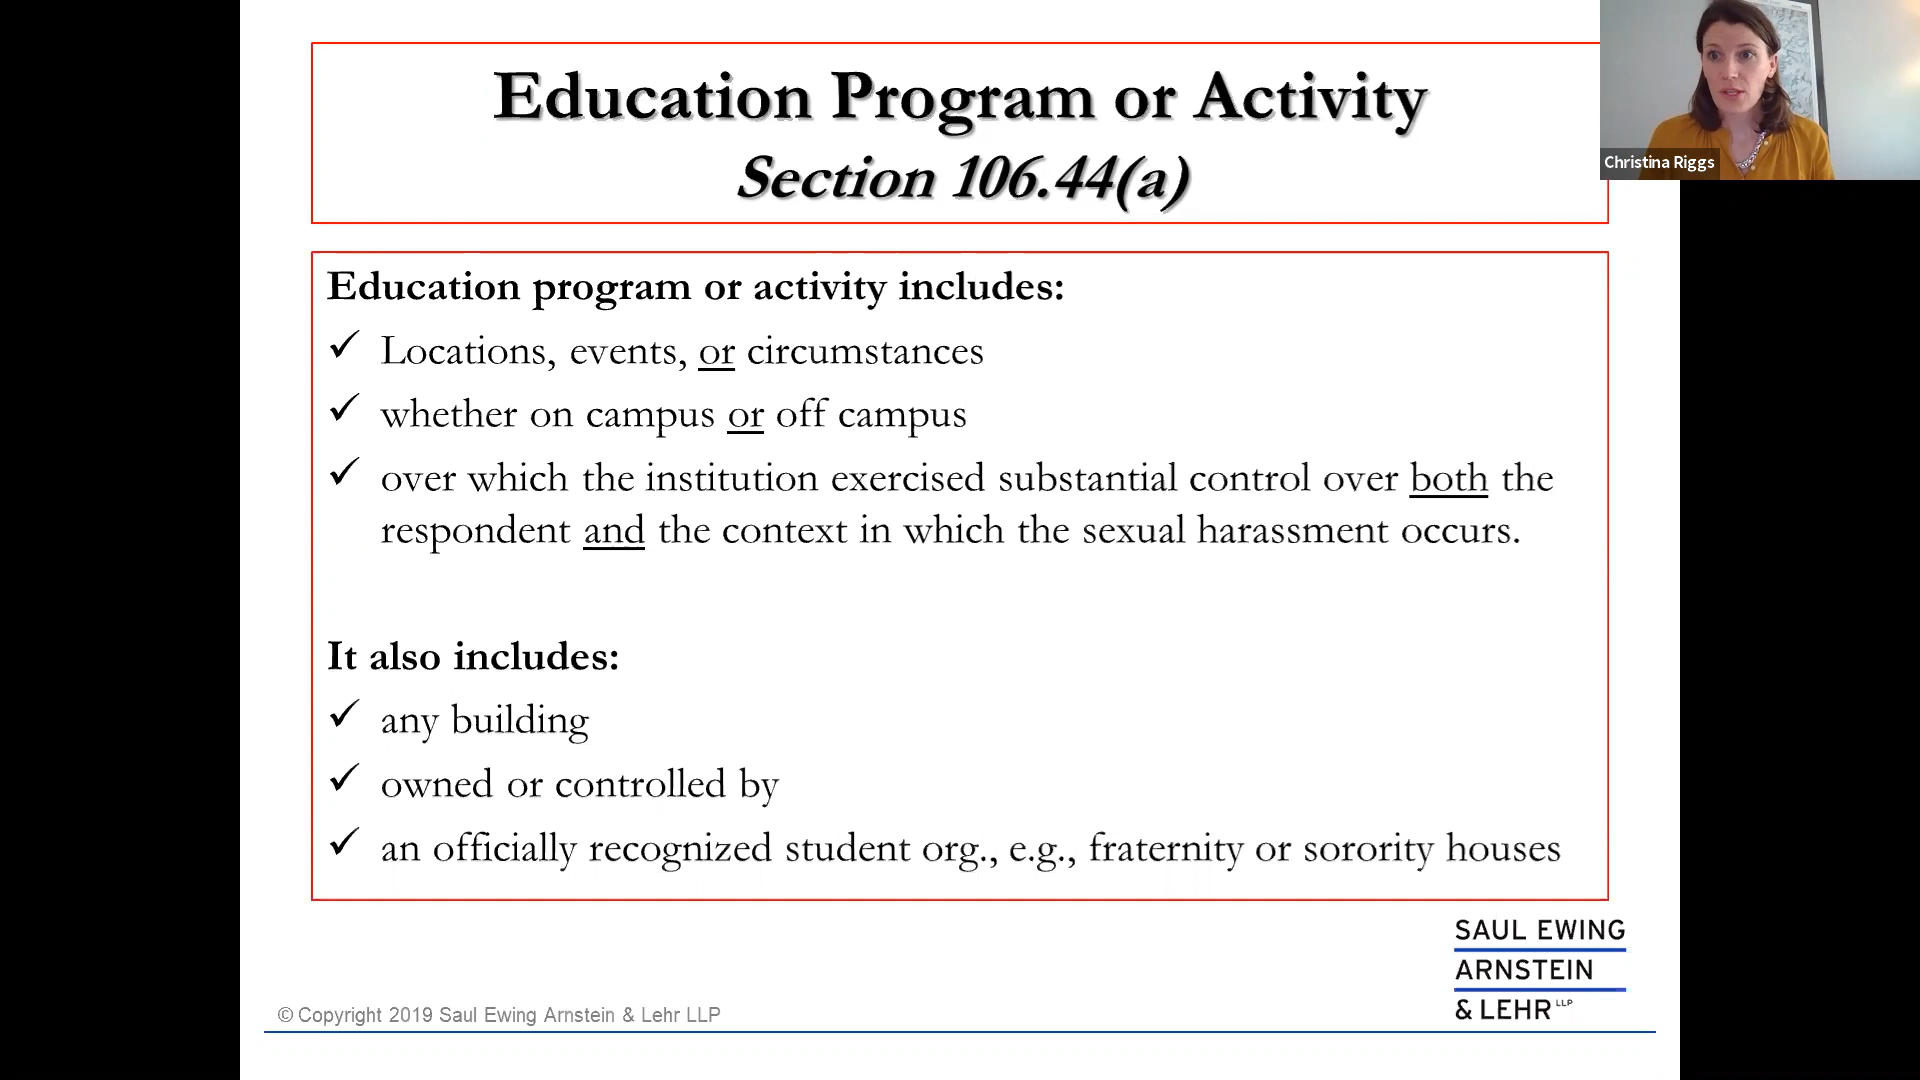 Education Program or Activity
Section 106.44(a)
Christina Riggs
Education program or activity includes:
✓ Locations, events, or circumstances
✓ whether on campus or off campus
✓ over which the institution exercised substantial control over both the
respondent and the context in which the sexual harassment occurs.
It also includes:
✓ any building
✓ owned or controlled by
✓ an officially recognized student org., e.g., fraternity or sorority houses
SAUL EWING
ARNSTEIN
& LEHR LLP
© Copyright 2019 Saul Ewing Arnstein & Lehr LLP